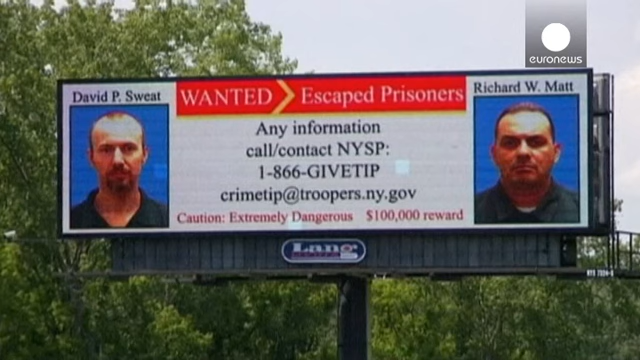 euronews
David P. Sweat
WANTED Escaped Prisoners
Richard W. Matt
Any information
call/contact NYSP:
1-866-GIVETIP
crimetip@troopers.ny.gov
Caution: Extremely Dangerous $100,000 reward